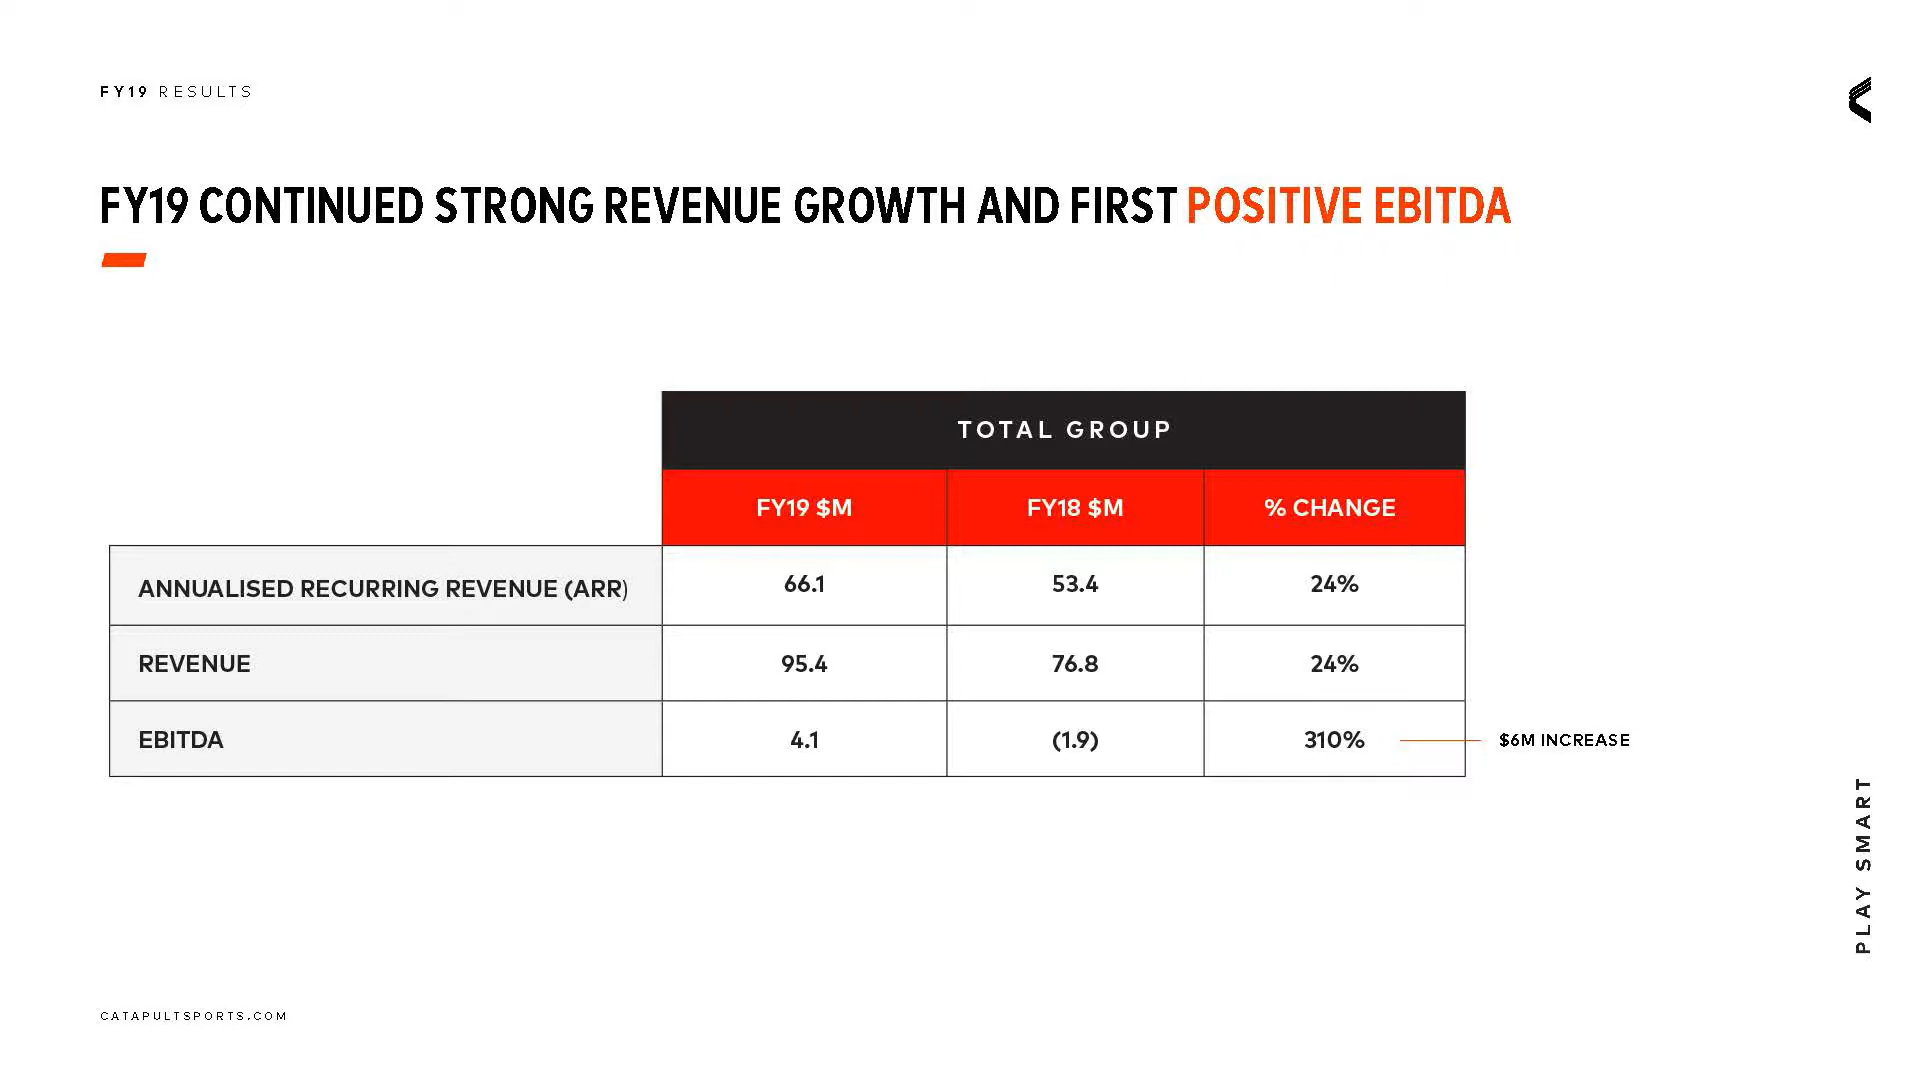 FY19 RESULTS
FY19 CONTINUED STRONG REVENUE GROWTH AND FIRST POSITIVE EBITDA
TOTAL GROUP
FY19 $M FY18 $M % CHANGE
ANNUALISED RECURRING REVENUE (ARR) 66.1 53.4 24%
REVENUE 95.4 76.8 24%
EBITDA 4.1 (1.9) 310% $6M INCREASE
PLAY SMART
CATAPULTSPORTS.COM